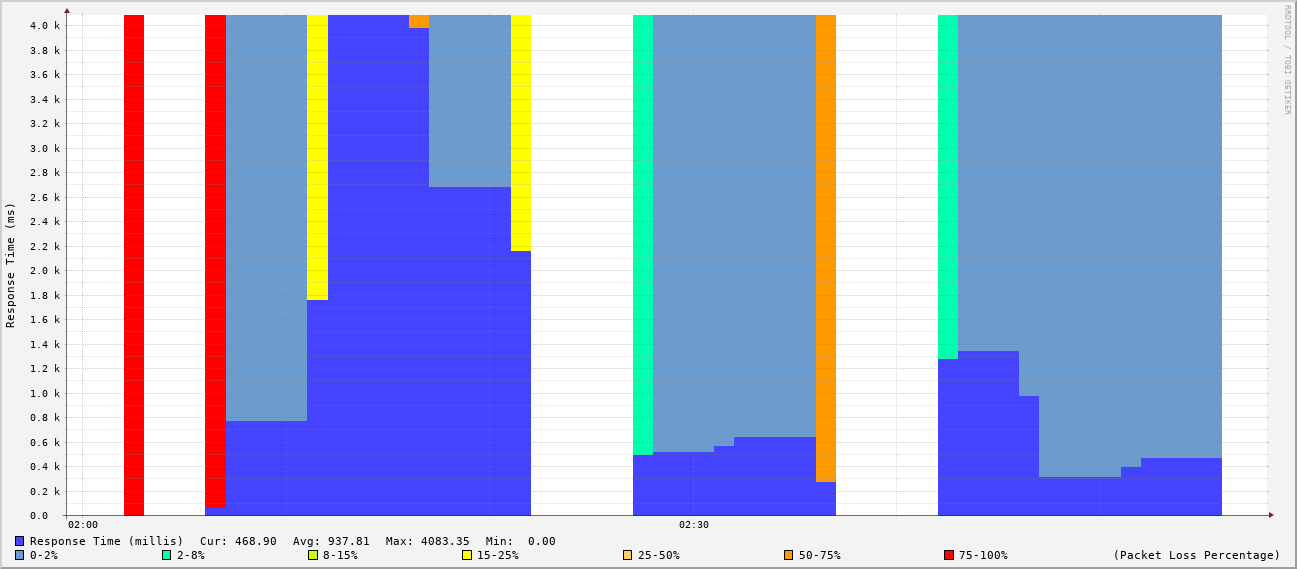 RRDTOOL / TOBI OETIKER
Response Time (ms)
4.0 k
3.8 k
3.6 k
3.4 k
3.2 k
3.0 k
2.8 k
2.6 k
2.4 k
2.2 k
2.0 k
1.8 k
1.6 k
1.4 k
1.2 k
1.0 k
0.8 k
0.6 k
0.4 k
0.2 k
0.0
02:00 02:30
Response Time (millis) Cur: 468.90 Avg: 937.81 Max: 4083.35 Min: 0.00
0-2% 2-8% 8-15% 15-25% 25-50% 50-75% 75-100% (Packet Loss Percentage)